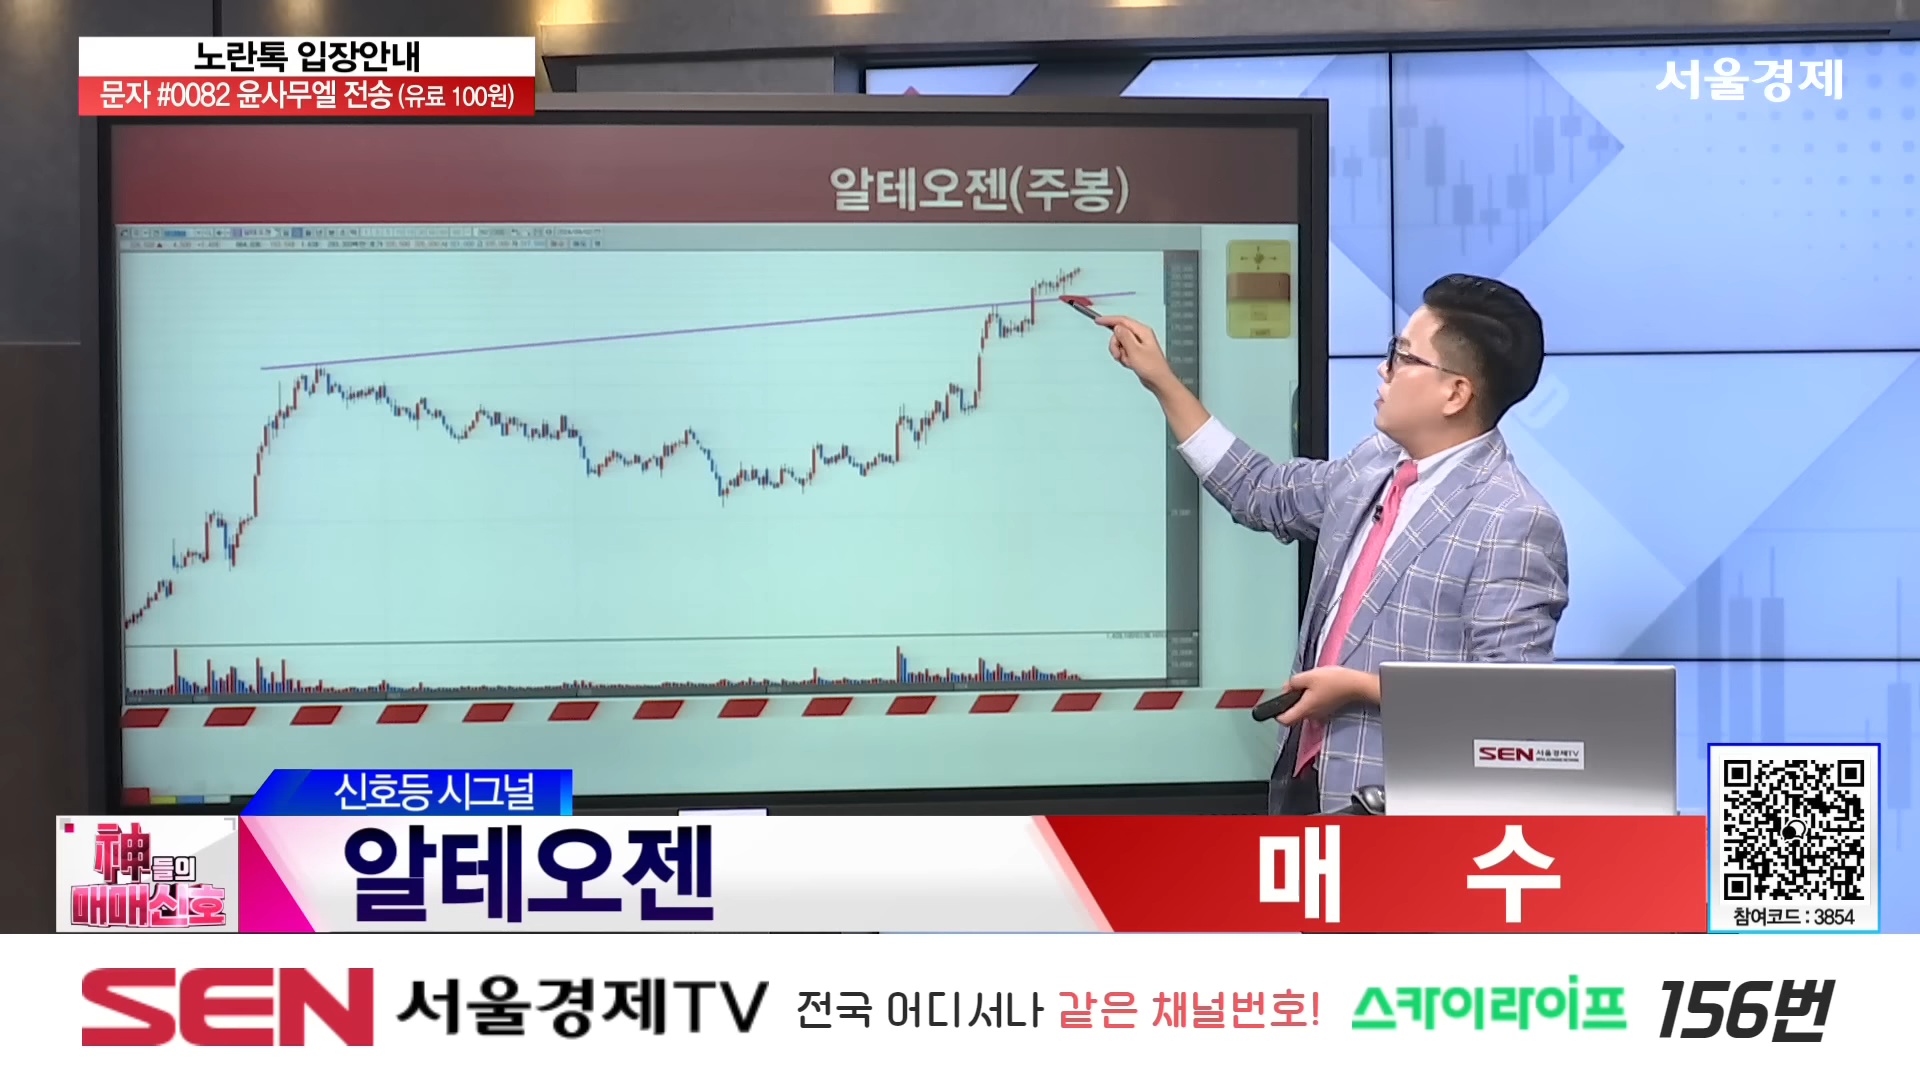 노란톡 입장안내
문자 #0082 윤사무엘 전송 (유료 100원)
서울경제
알테오젠(주봉)
SEN 서울경제TV
신호등 시그널
神들의
매매신호
알테오젠
매 수
참여코드 : 3854
SEN 서울경제TV 전국 어디서나 같은 채널번호! 스카이라이프 156번